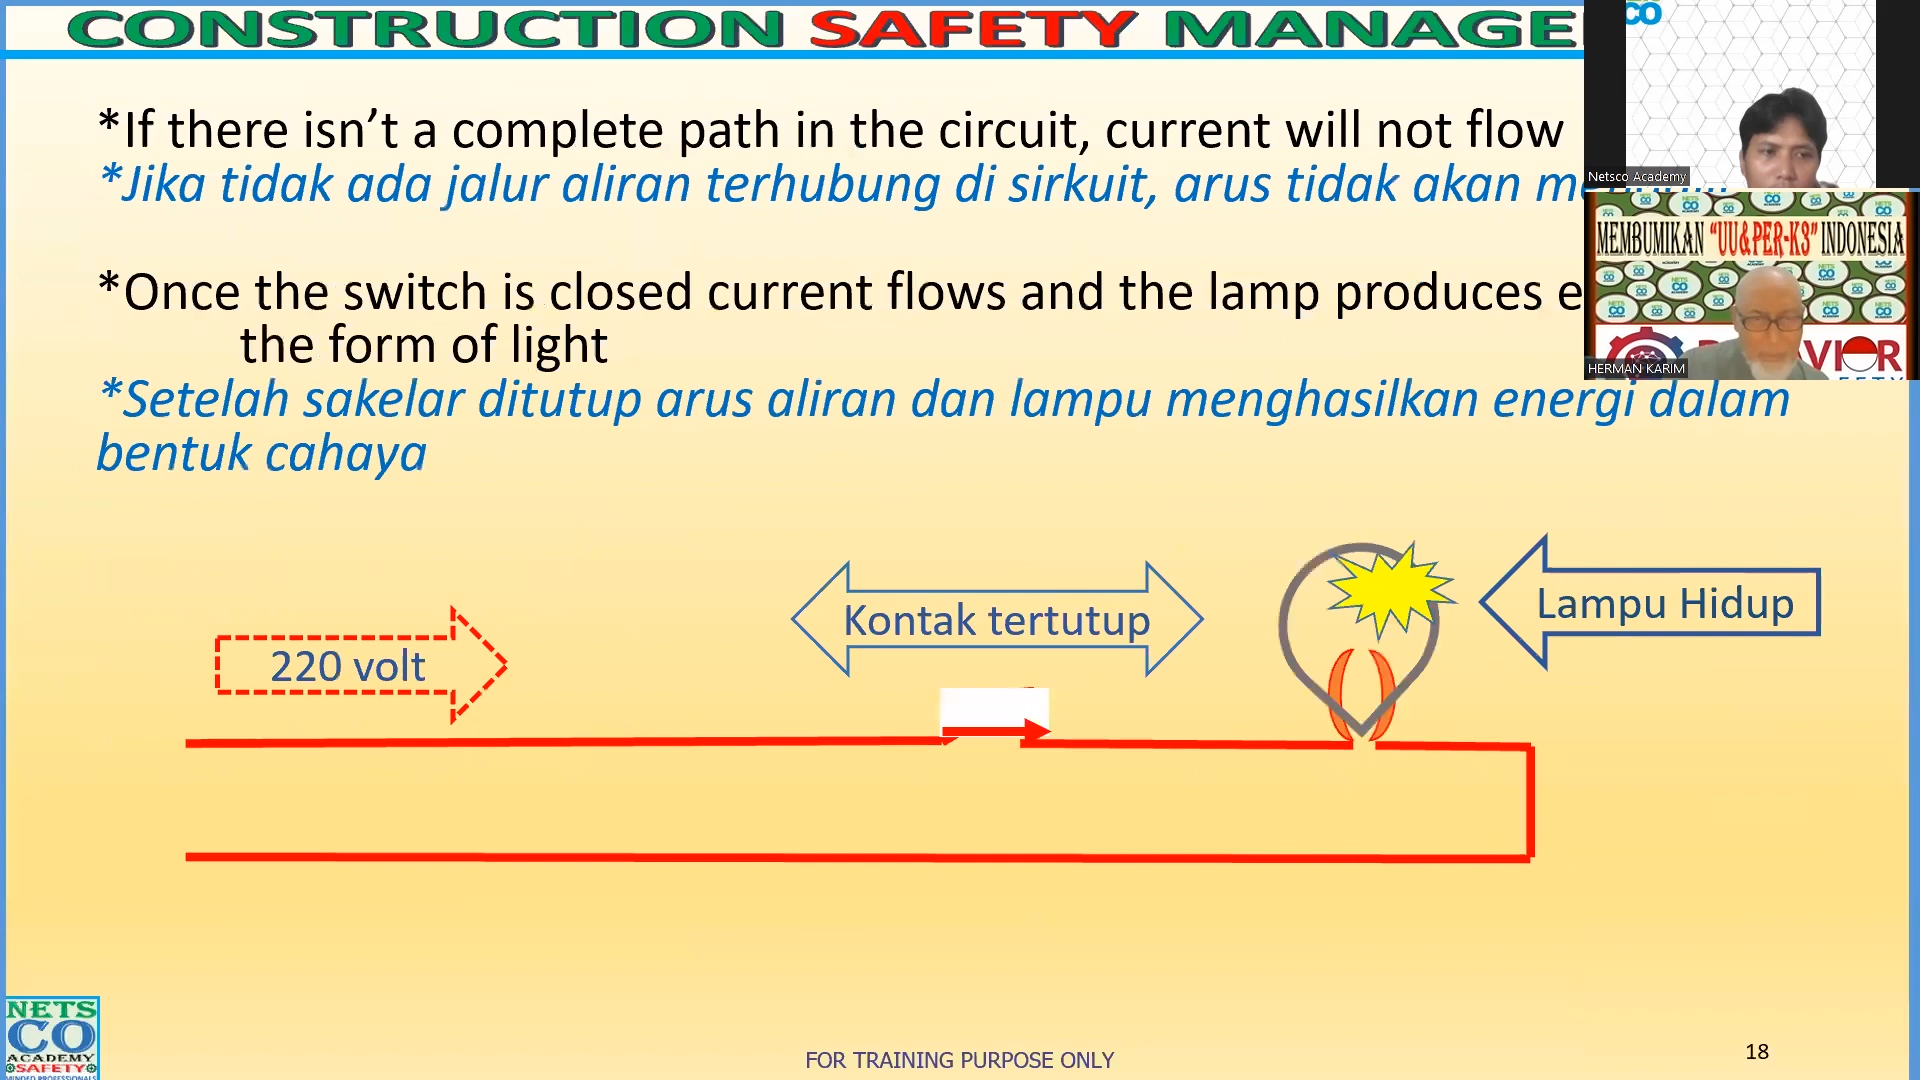 CONSTRUCTION SAFETY MANAGE
CO
*If there isn't a complete path in the circuit, current will not flow
*Jika tidak ada jalur aliran terhubung di sirkuit, arus tidak akan
Netsco Academy
MEMBUMIKAN "UU&PER-K3" INDONESIA
*Once the switch is closed current flows and the lamp produces
the form of light
HERMAN KARIM
*Setelah sakelar ditutup arus aliran dan lampu menghasilkan energi dalam
bentuk cahaya
Kontak tertutup
Lampu Hidup
220 volt
NETS
CO
ACADEMY
SAFETY
MINDED PROFESSIONALS
FOR TRAINING PURPOSE ONLY
18